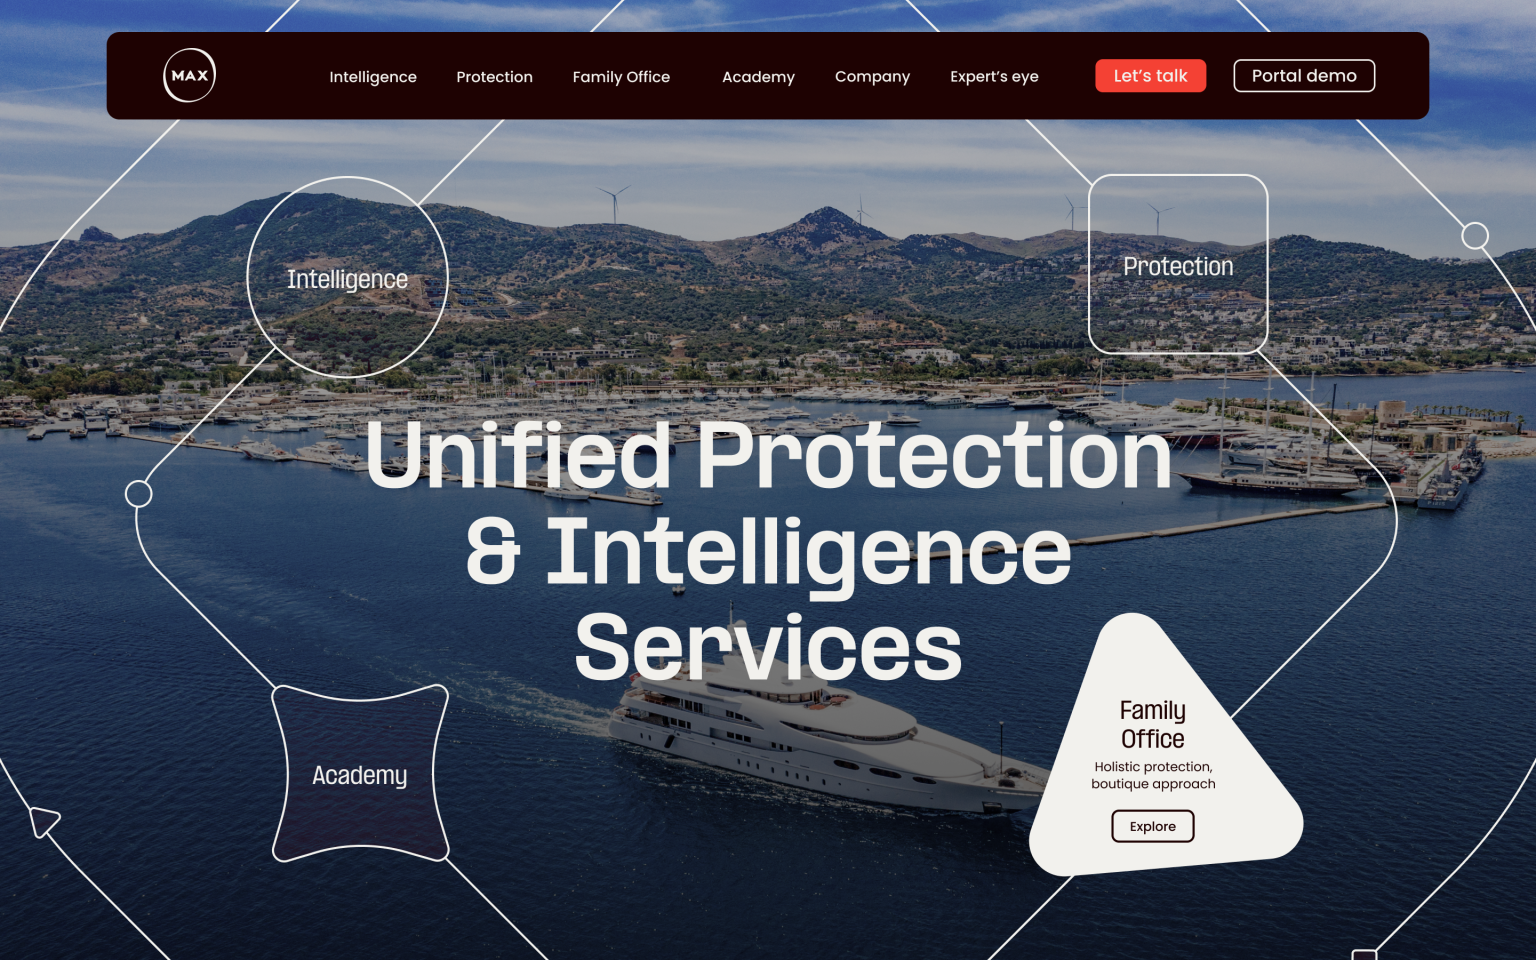 MAX
Intelligence
Protection
Family Office
Academy
Company
Expert’s eye
Let’s talk
Portal demo
Intelligence
Protection
Unified Protection
& Intelligence
Services
Academy
Family
Office
Holistic protection,
boutique approach
Explore